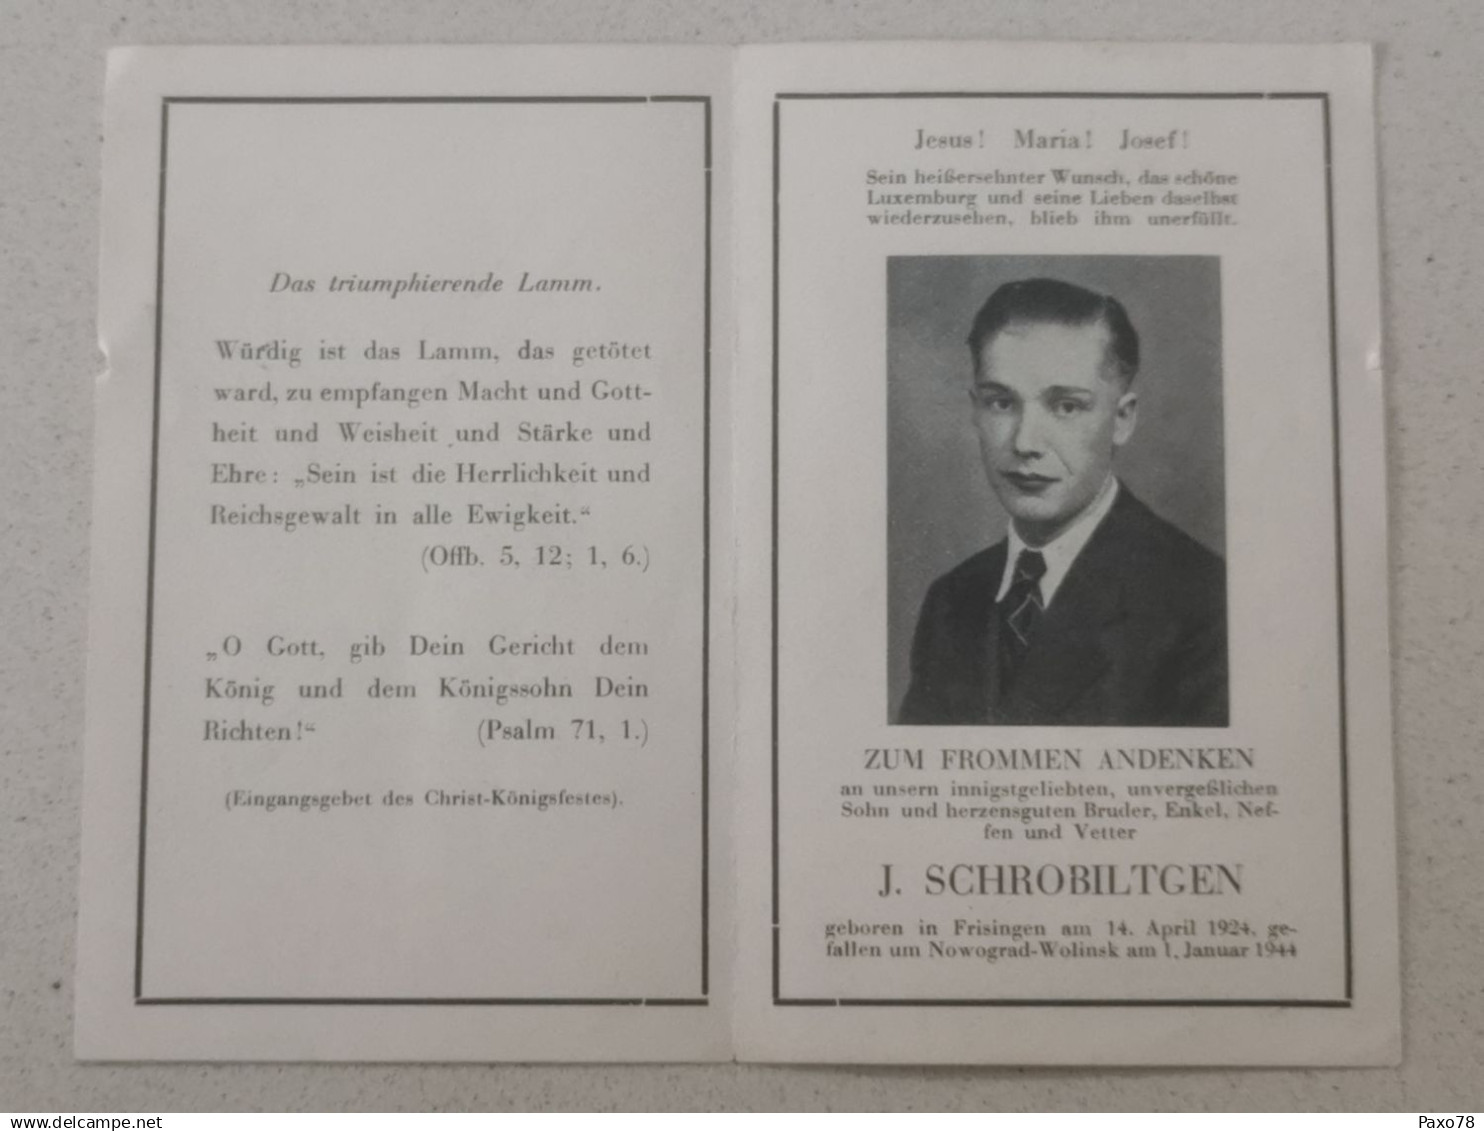 Das triumphierende Lamm.
Würdig ist das Lamm, das getötet
ward, zu empfangen Macht und Gott-
heit und Weisheit und Stärke und
Ehre: „Sein ist die Herrlichkeit und
Reichsgewalt in alle Ewigkeit.“
(Offb. 5, 12; 1, 6.)
„O Gott, gib Dein Gericht dem
König und dem Königssohn Dein
Richten!“ (Psalm 71, 1.)
(Eingangsgebet des Christ-Königsfestes).
Jesus! Maria! Josef!
Sein heißersehnter Wunsch, das schöne
Luxemburg und seine Lieben daselbst
wiederzusehen, blieb ihm unerfüllt.
ZUM FROMMEN ANDENKEN
an unsern innigstgeliebten, unvergeßlichen
Sohn und herzensguten Bruder, Enkel, Nef-
fen und Vetter
J. SCHROBILTGEN
geboren in Frisingen am 14. April 1924, ge-
fallen um Nowograd-Wolinsk am 1. Januar 1944
delcampe.net
Paxo78